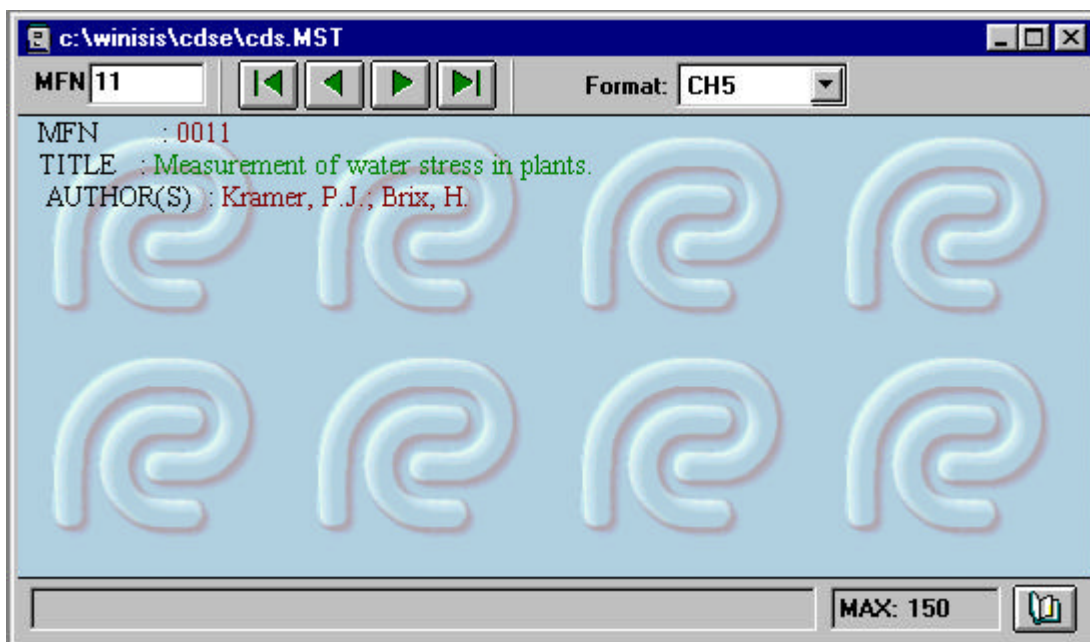 c:\winisis\cdse\cds.MST
MFN 11 Format: CH5
MFN : 0011
TITLE : Measurement of water stress in plants.
AUTHOR(S) : Kramer, P.J.; Brix, H.
MAX: 150